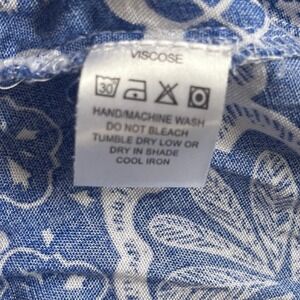 VISCOSE
30
HAND/MACHINE WASH
DO NOT BLEACH
TUMBLE DRY LOW OR
DRY IN SHADE
COOL IRON